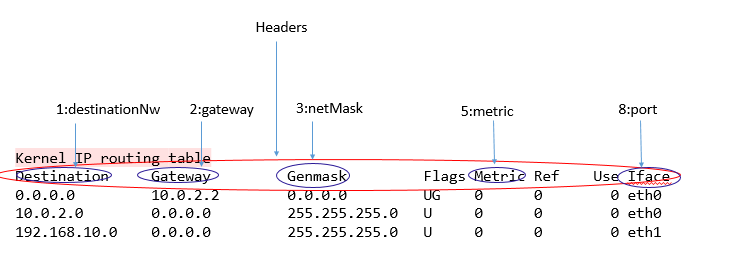 Headers
1:destinationNw 2:gateway 3:netMask 5:metric 8:port
Kernel IP routing table
Destination Gateway Genmask Flags Metric Ref Use Iface
0.0.0.0 10.0.2.2 0.0.0.0 UG 0 0 0 eth0
10.0.2.0 0.0.0.0 255.255.255.0 U 0 0 0 eth0
192.168.10.0 0.0.0.0 255.255.255.0 U 0 0 0 eth1